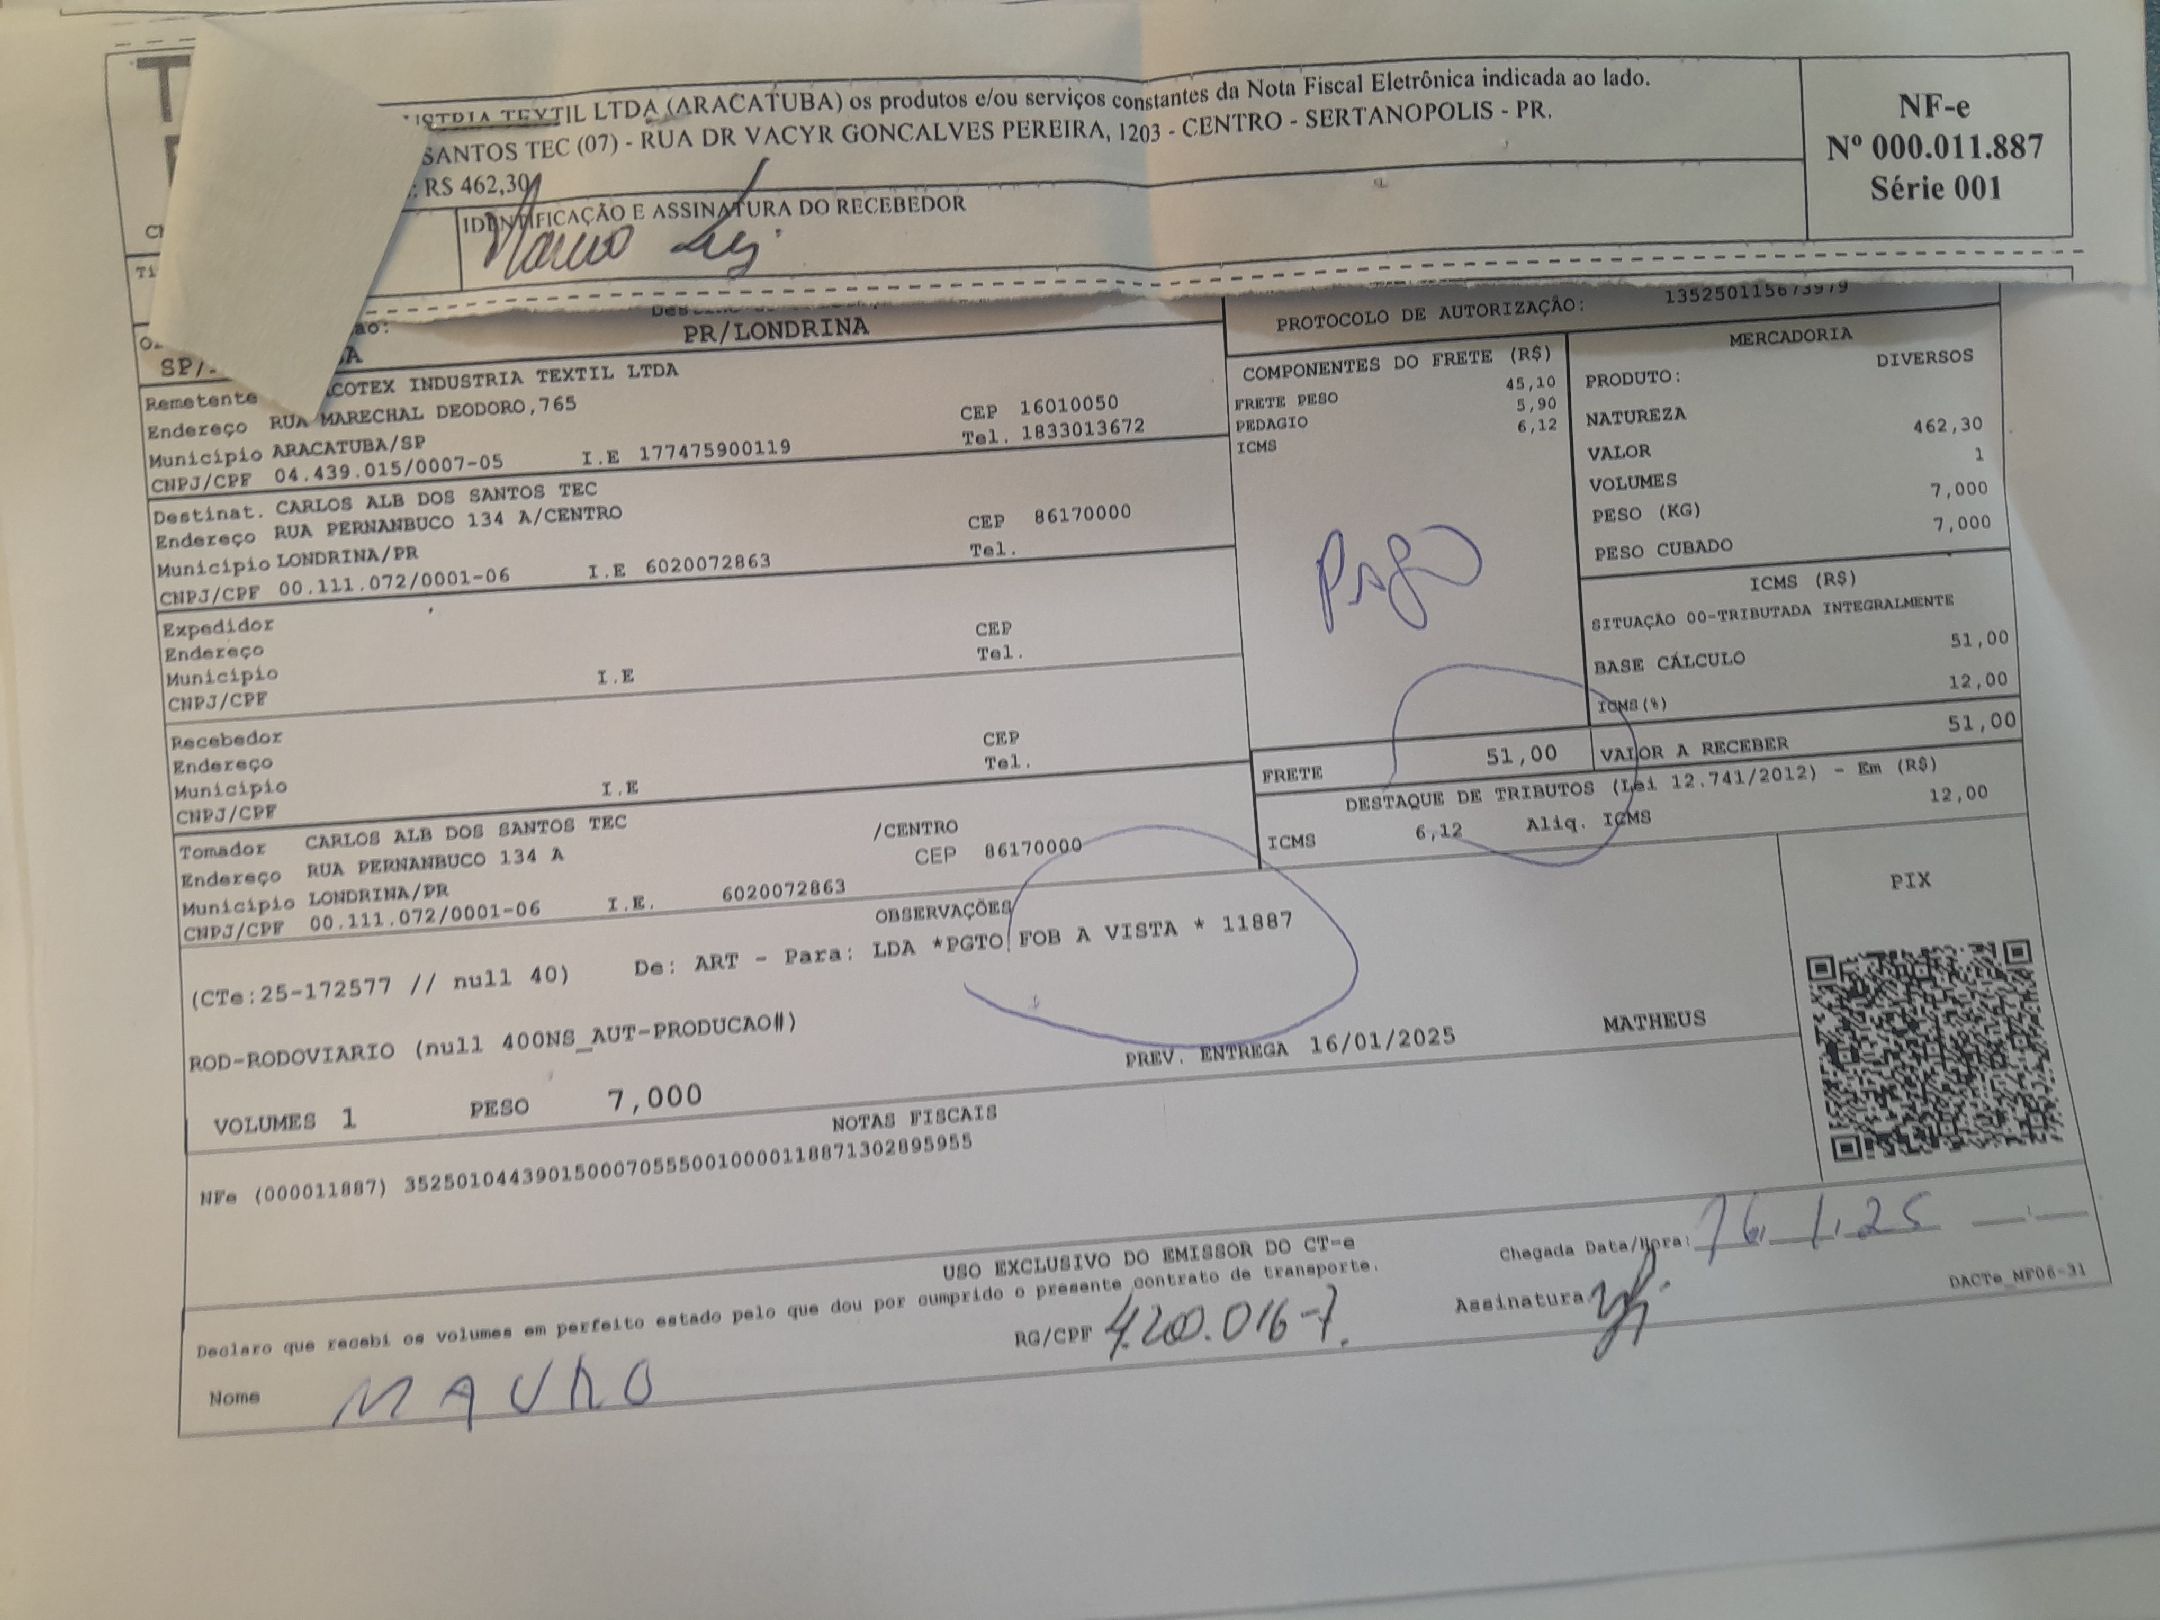 TEXTIL LTDA (ARACATUBA) os produtos e/ou serviços constantes da Nota Fiscal Eletrônica indicada ao lado.
SANTOS TEC (07) - RUA DR VACYR GONCALVES PEREIRA, 1203 - CENTRO - SERTANOPOLIS - PR.
: R$ 462,30
IDENTIFICAÇÃO E ASSINATURA DO RECEBEDOR
NF-e
Nº 000.011.887
Série 001
PR/LONDRINA
PROTOCOLO DE AUTORIZAÇÃO: 135250115673979
SP/
Remetente COTEX INDUSTRIA TEXTIL LTDA
Endereço RUA MARECHAL DEODORO,765 CEP 16010050
Município ARACATUBA/SP Tel. 1833013672
CNPJ/CPF 04.439.015/0007-05 I.E 177475900119
Destinat. CARLOS ALB DOS SANTOS TEC
Endereço RUA PERNANBUCO 134 A/CENTRO CEP 86170000
Município LONDRINA/PR Tel.
CNPJ/CPF 00.111.072/0001-06 I.E 6020072863
Expedidor
Endereço CEP
Município Tel.
CNPJ/CPF I.E
Recebedor
Endereço CEP
Município Tel.
CNPJ/CPF I.E
Tomador CARLOS ALB DOS SANTOS TEC
Endereço RUA PERNANBUCO 134 A /CENTRO
Município LONDRINA/PR CEP 86170000
CNPJ/CPF 00.111.072/0001-06 I.E. 6020072863
COMPONENTES DO FRETE (R$)
FRETE PESO 45,10
PEDAGIO 5,90
ICMS 6,12
MERCADORIA
PRODUTO: DIVERSOS
NATUREZA
VALOR 462,30
VOLUMES 1
PESO (KG) 7,000
PESO CUBADO 7,000
Pago
ICMS (R$)
SITUAÇÃO 00-TRIBUTADA INTEGRALMENTE
BASE CÁLCULO 51,00
ICMS(%) 12,00
FRETE 51,00 VALOR A RECEBER 51,00
DESTAQUE DE TRIBUTOS (Lei 12.741/2012) - Em (R$)
ICMS 6,12 Aliq. ICMS 12,00
OBSERVAÇÕES
(CTe:25-172577 // null 40) De: ART - Para: LDA *PGTO FOB A VISTA * 11887
ROD-RODOVIARIO (null 400NS_AUT-PRODUCAO#)
PREV. ENTREGA 16/01/2025 MATHEUS
VOLUMES 1 PESO 7,000
PIX
NOTAS FISCAIS
NFe (000011887) 35250104439015000705550010000118871302895955
USO EXCLUSIVO DO EMISSOR DO CT-e
Declaro que recebi os volumes em perfeito estado pelo que dou por cumprido o presente contrato de transporte.
Chegada Data/Hora: 16 1 25
Nome MAURO
RG/CPF 4.200.016-7.
Assinatura
DACTe_NF06-31